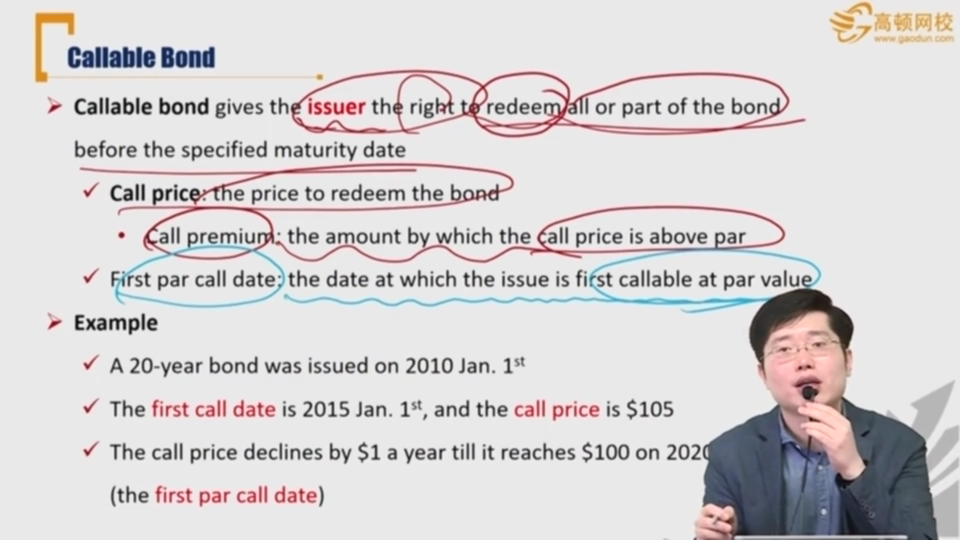 高顿网校
www.gaodun.com
Callable Bond
➤ Callable bond gives the issuer the right to redeem all or part of the bond
before the specified maturity date
✓ Call price: the price to redeem the bond
• Call premium: the amount by which the call price is above par
✓ First par call date: the date at which the issue is first callable at par value
➤ Example
✓ A 20-year bond was issued on 2010 Jan. 1st
✓ The first call date is 2015 Jan. 1st, and the call price is $105
✓ The call price declines by $1 a year till it reaches $100 on 2020
(the first par call date)